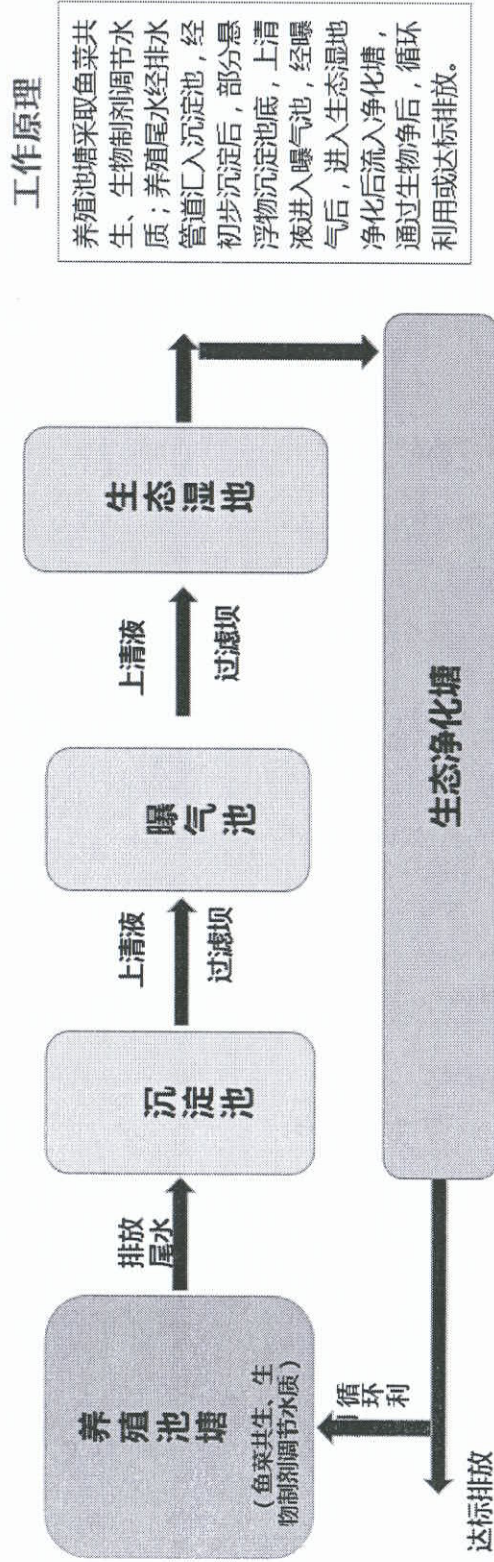 工作原理
养殖池塘采取鱼菜共
生、生物制剂调节水
质；养殖尾水经排水
管道汇入沉淀池，经
初步沉淀后，部分悬
浮物沉淀池底，上清
液进入曝气池，经曝
气后，进入生态湿地
净化后流入净化塘，
通过生物净后，循环
利用或达标排放。
养殖池塘
（鱼菜共生、生
物制剂调节水质）
排放
尾水
沉淀池
上清液
过滤坝
曝气池
上清液
过滤坝
生态湿地
生态净化塘
循环利
达标排放